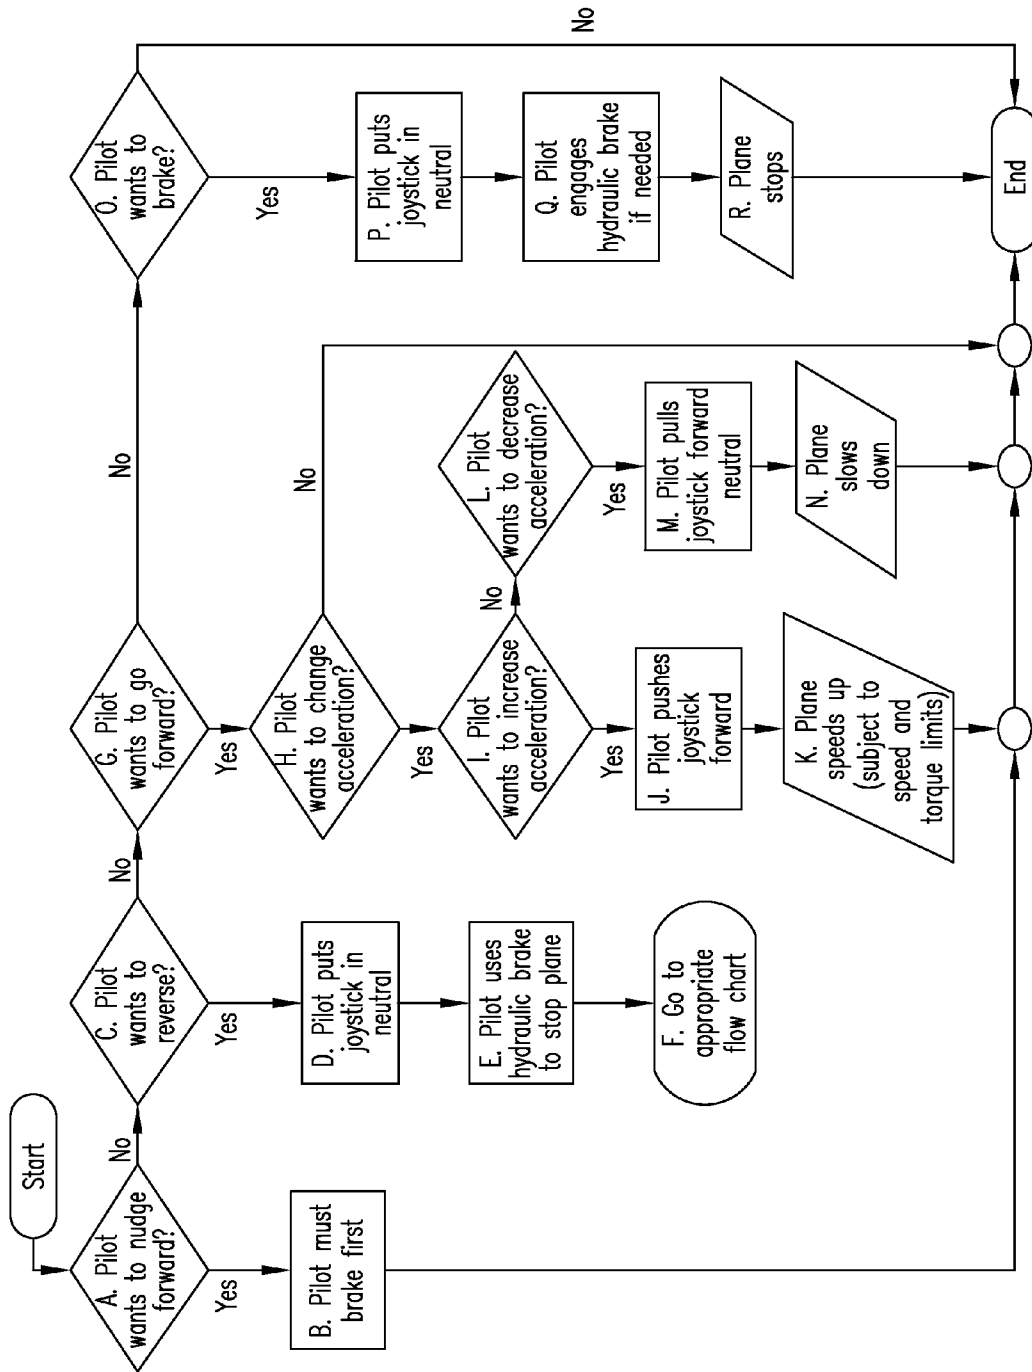 Start
A. Pilot
wants to nudge
forward?
No
Yes
B. Pilot must
brake first
C. Pilot
wants to
reverse?
No
Yes
D. Pilot puts
joystick in
neutral
E. Pilot uses
hydraulic brake
to stop plane
F. Go to
appropriate
flow chart
G. Pilot
wants to go
forward?
No
Yes
H. Pilot
wants to change
acceleration?
No
Yes
I. Pilot
wants to increase
acceleration?
No
Yes
J. Pilot pushes
joystick
forward
K. Plane
speeds up
(subject to
speed and
torque limits)
L. Pilot
wants to decrease
acceleration?
Yes
M. Pilot pulls
joystick forward
neutral
N. Plane
slows
down
O. Pilot
wants to
brake?
No
Yes
P. Pilot puts
joystick in
neutral
Q. Pilot
engages
hydraulic brake
if needed
R. Plane
stops
End